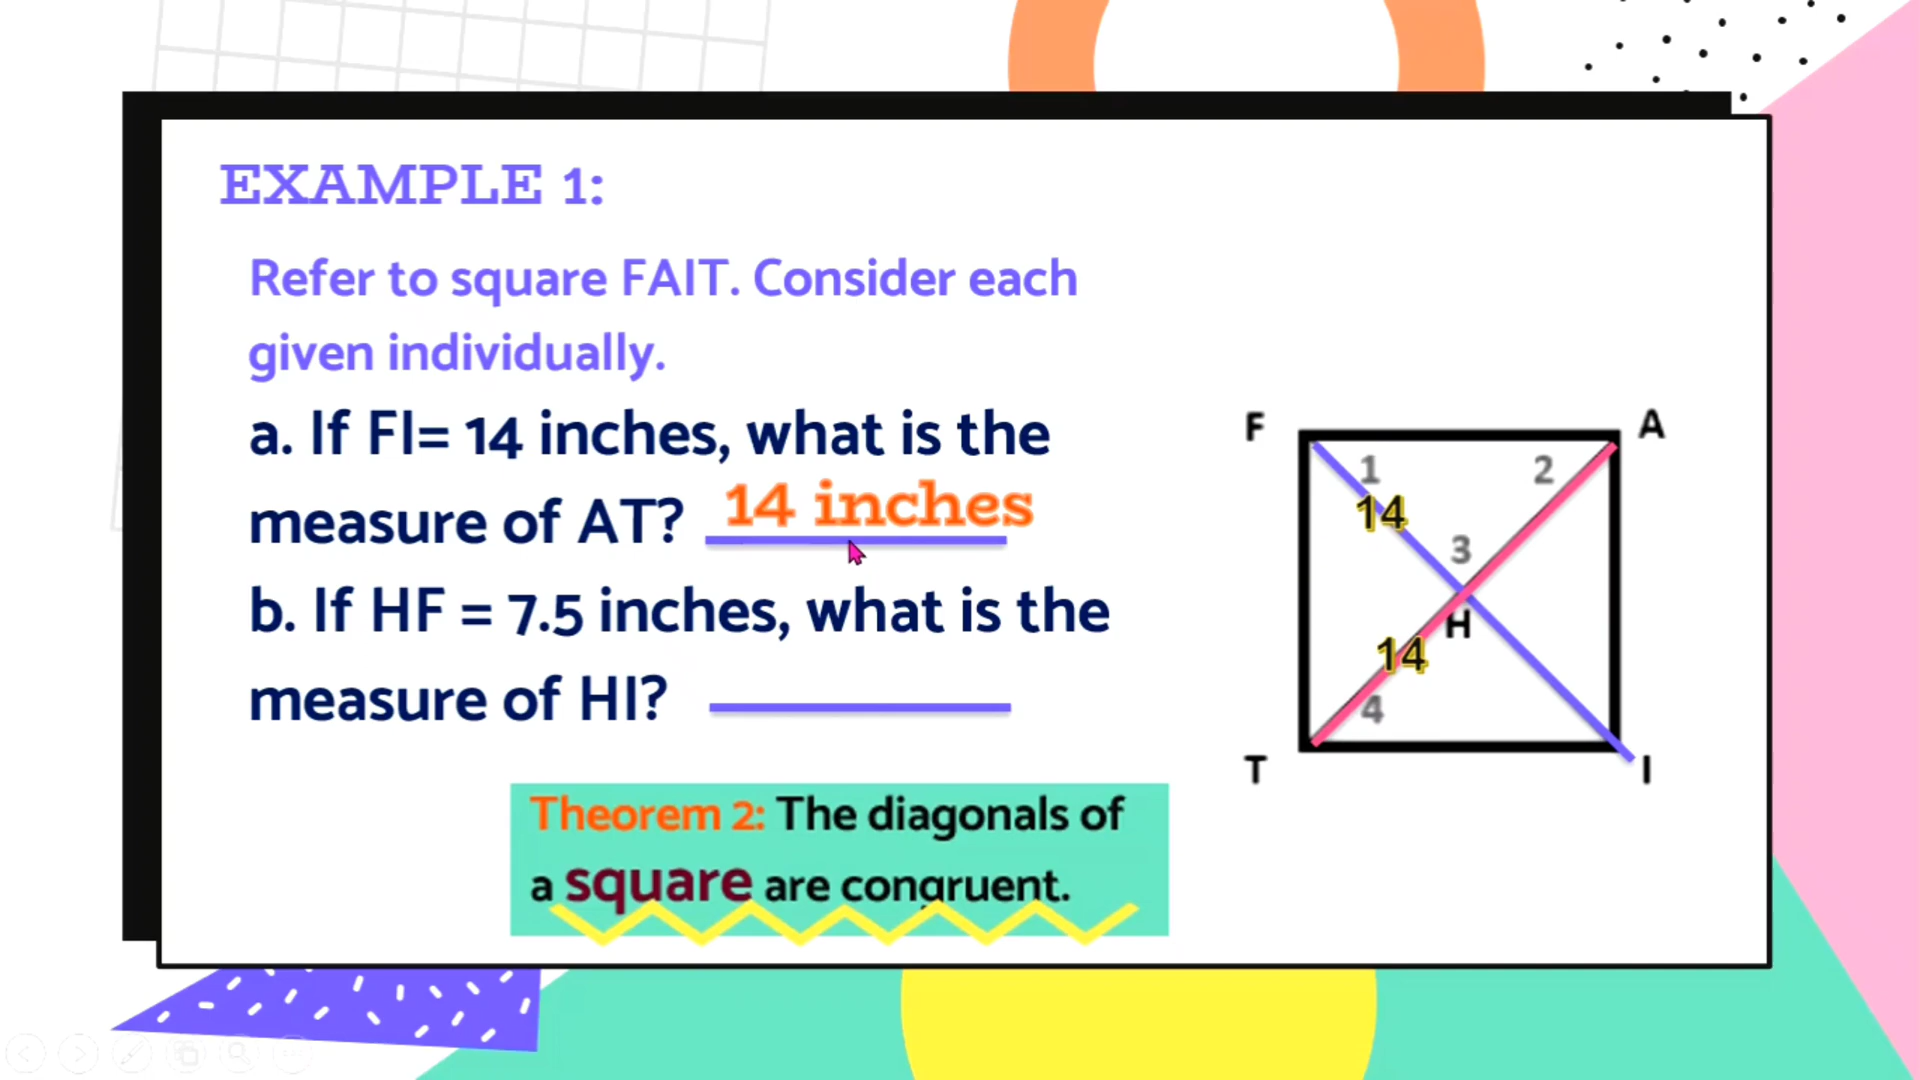 EXAMPLE 1:
Refer to square FAIT. Consider each
given individually.
a. If FI= 14 inches, what is the
measure of AT? 14 inches
b. If HF = 7.5 inches, what is the
measure of HI?
F
A
1
2
14
3
H
14
4
T
I
Theorem 2: The diagonals of
a square are congruent.